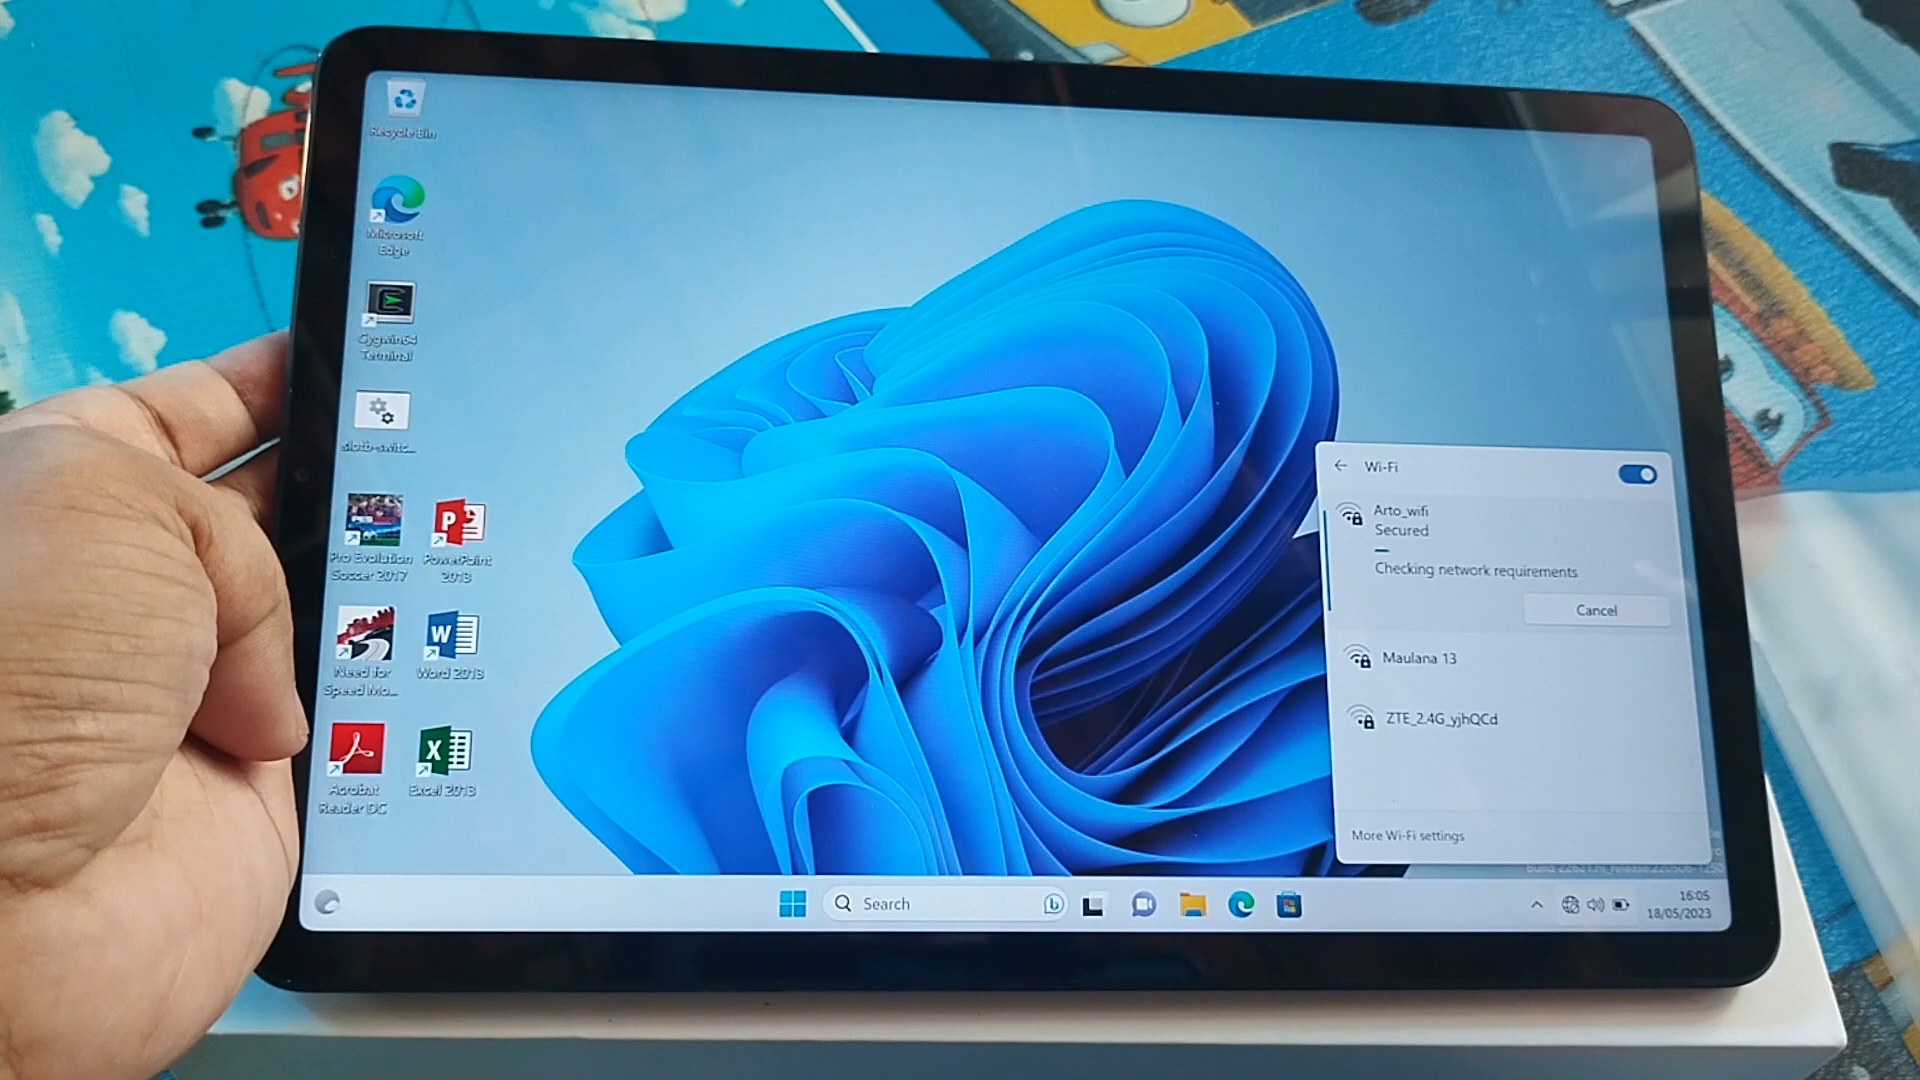 Recycle Bin
Microsoft
Edge
Cygwin64
Terminal
slotb-switc...
Pro Evolution
Soccer 2017
PowerPoint
2013
Need for
Speed Mo...
Word 2013
Acrobat
Reader DC
Excel 2013
Wi-Fi
Arto_wifi
Secured
Checking network requirements
Cancel
Maulana 13
ZTE_2.4G_yjhQCd
More Wi-Fi settings
Search
16:05
18/05/2023